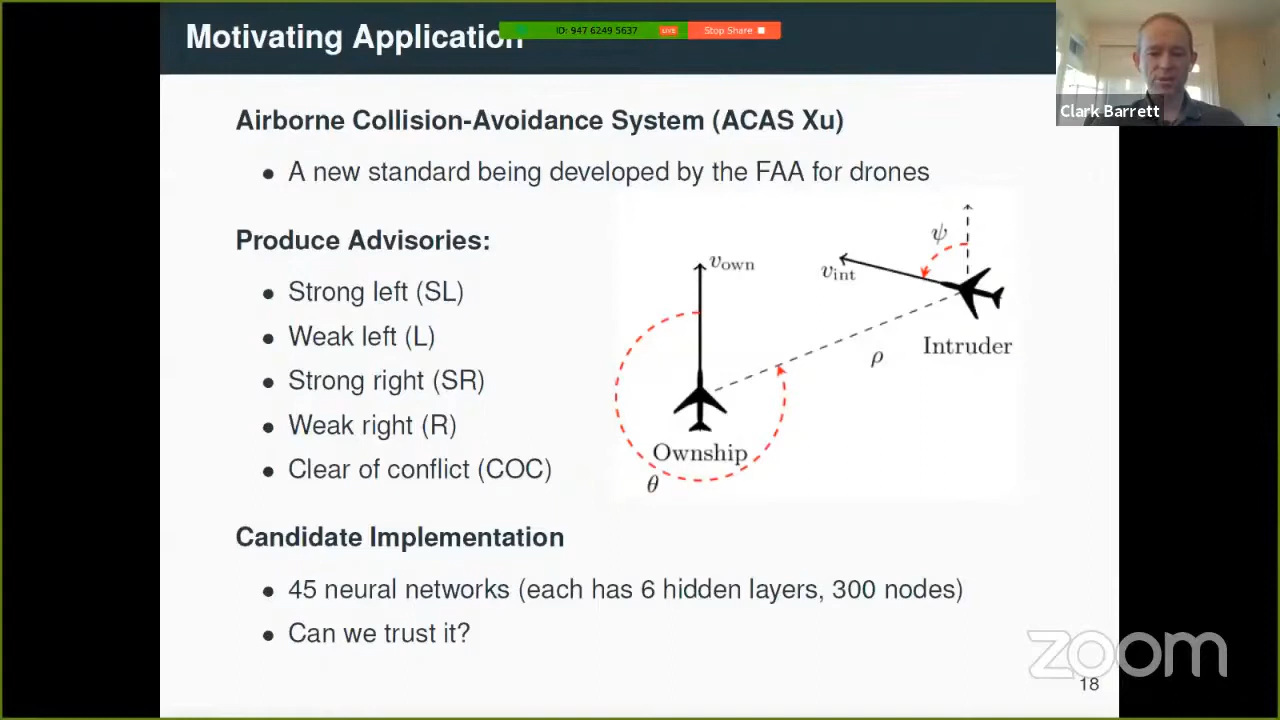 Motivating Application
ID: 947 6249 5637
LIVE
Stop Share
Clark Barrett
Airborne Collision-Avoidance System (ACAS Xu)
• A new standard being developed by the FAA for drones
Produce Advisories:
• Strong left (SL)
• Weak left (L)
• Strong right (SR)
• Weak right (R)
• Clear of conflict (COC)
v_own
ψ
v_int
Intruder
ρ
Ownship
θ
Candidate Implementation
• 45 neural networks (each has 6 hidden layers, 300 nodes)
• Can we trust it?
zoom
18